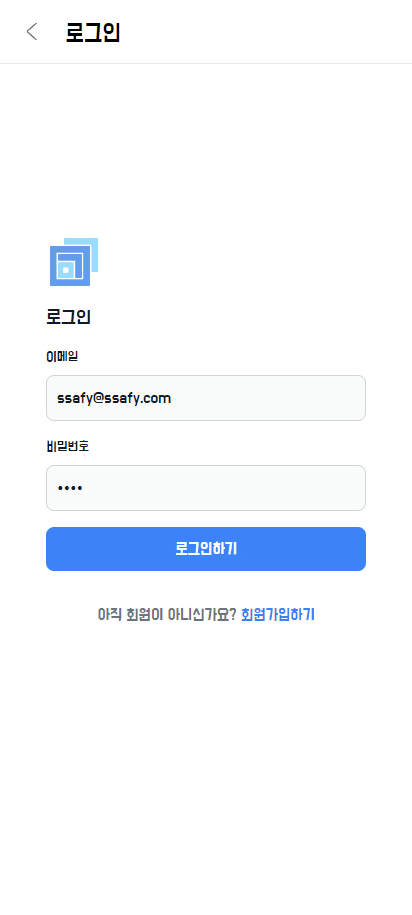 로그인
로그인
이메일
ssafy@ssafy.com
비밀번호
••••
로그인하기
아직 회원이 아니신가요? 회원가입하기